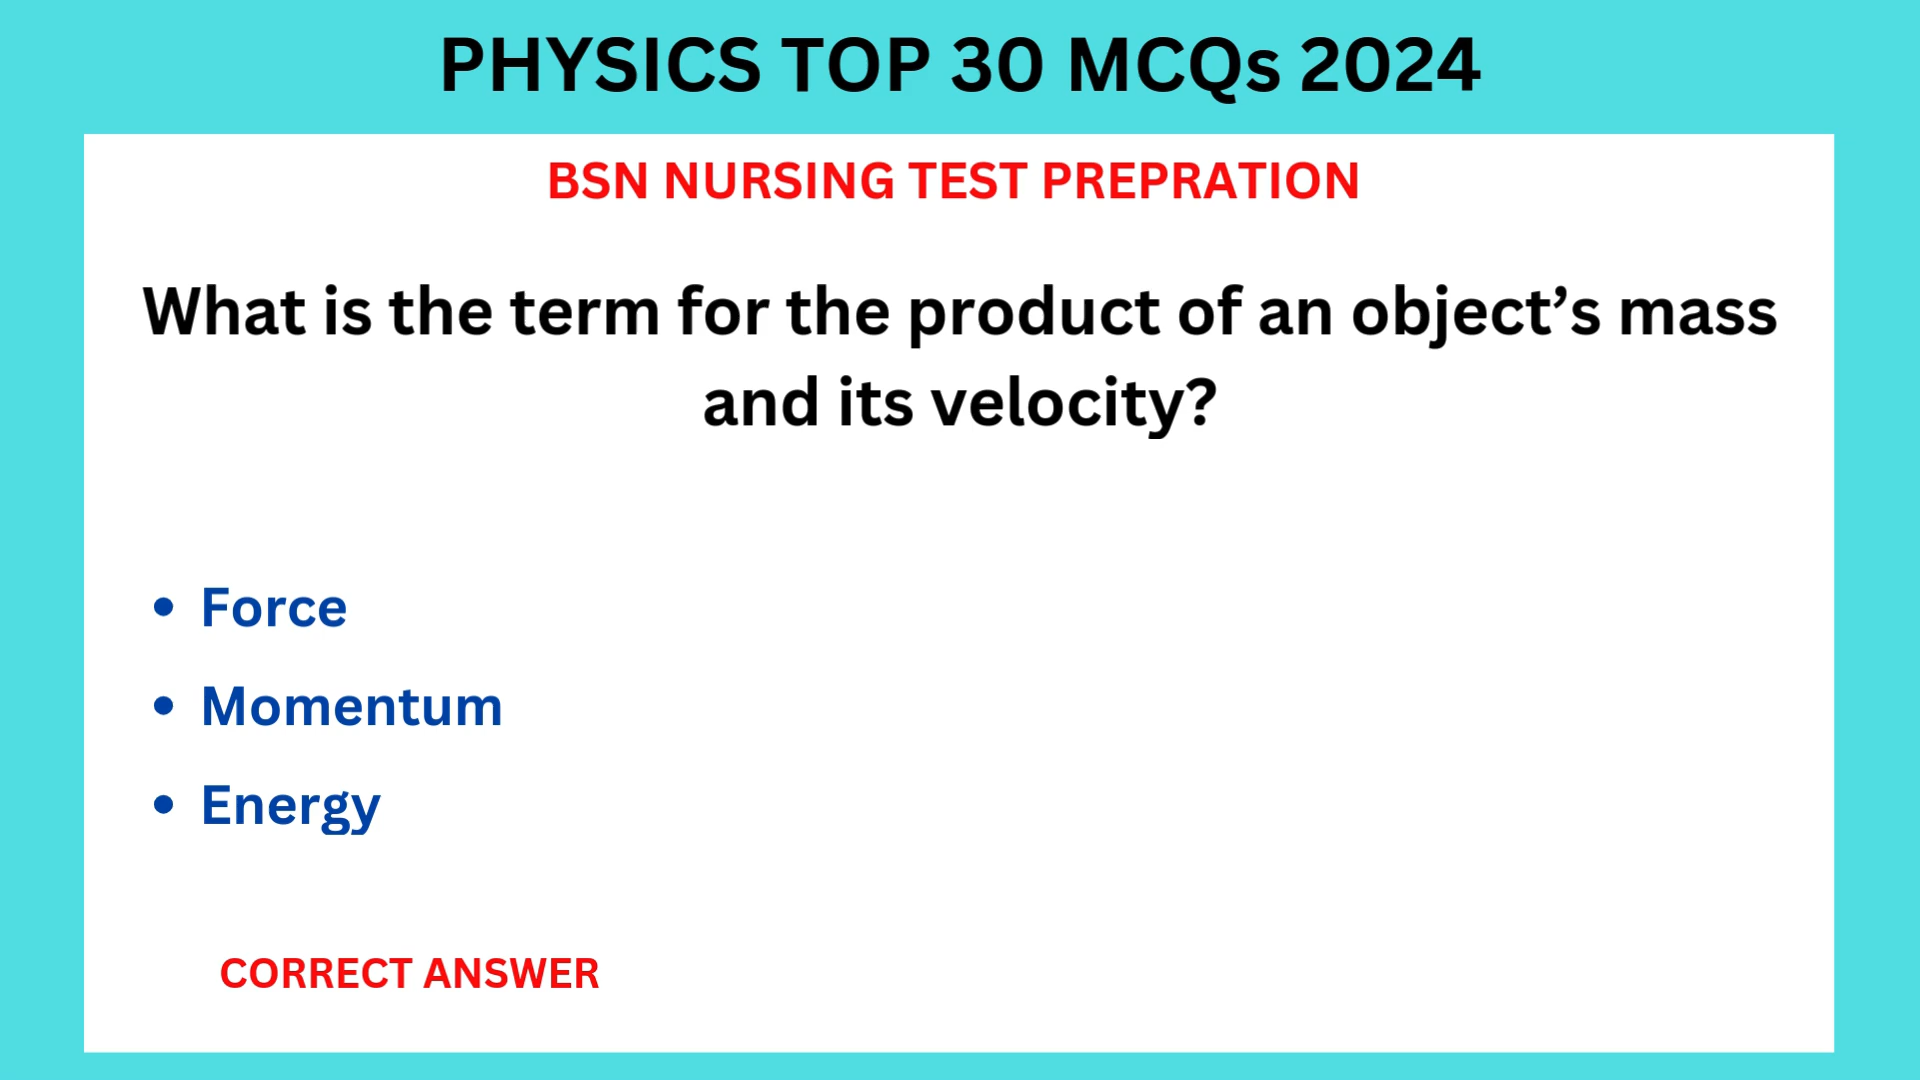 PHYSICS TOP 30 MCQs 2024
BSN NURSING TEST PREPRATION
What is the term for the product of an object’s mass
and its velocity?
• Force
• Momentum
• Energy
CORRECT ANSWER